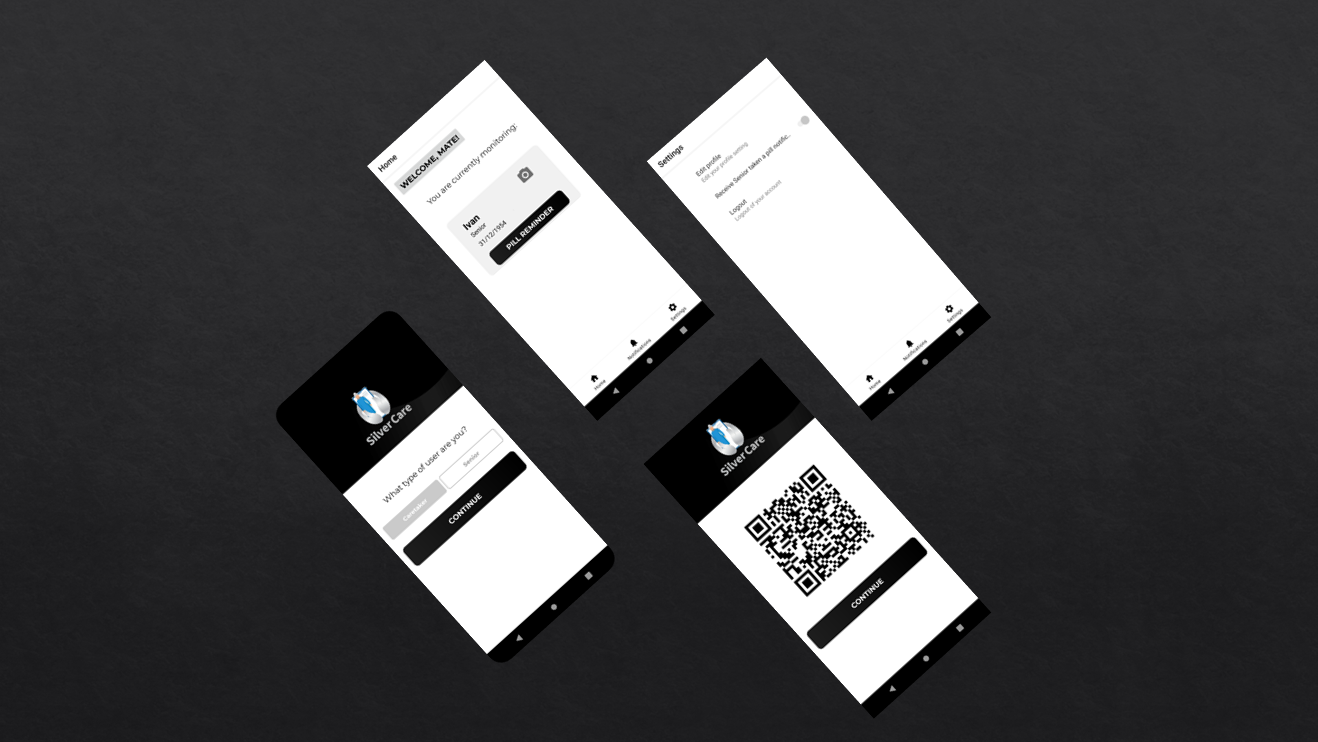 Home
WELCOME, MATE!
You are currently monitoring:
Ivan
Senior
31/12/1954
PILL REMINDER
Home
Notifications
Settings
Settings
Edit profile
Edit your profile setting
Receive Senior taken a pill notific..
Logout
Logout of your account
Home
Notifications
Settings
Silver Care
What type of user are you?
Caretaker
Senior
CONTINUE
Silver Care
CONTINUE